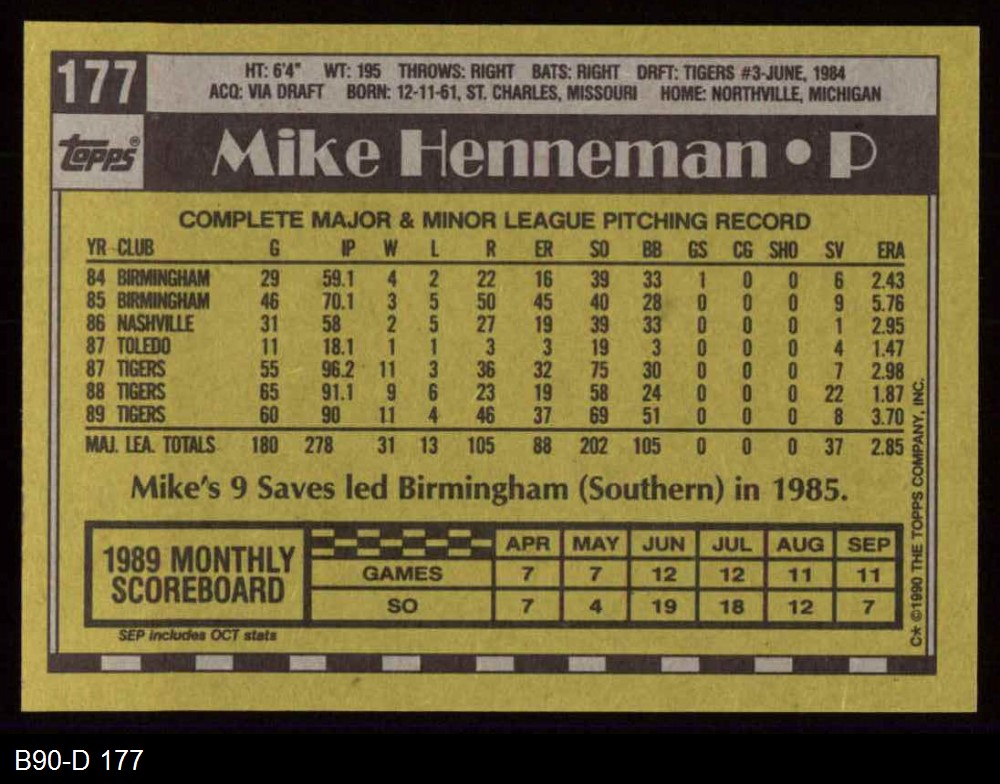 177
HT: 6'4" WT: 195 THROWS: RIGHT BATS: RIGHT DRFT: TIGERS #3-JUNE, 1984
ACQ: VIA DRAFT BORN: 12-11-61, ST. CHARLES, MISSOURI HOME: NORTHVILLE, MICHIGAN
topps® Mike Henneman • P
COMPLETE MAJOR & MINOR LEAGUE PITCHING RECORD
YR CLUB G IP W L R ER SO BB GS CG SHO SV ERA
84 BIRMINGHAM 29 59.1 4 2 22 16 39 33 1 0 0 6 2.43
85 BIRMINGHAM 46 70.1 3 5 50 45 40 28 0 0 0 9 5.76
86 NASHVILLE 31 58 2 5 27 19 39 33 0 0 0 1 2.95
87 TOLEDO 11 18.1 1 1 3 3 19 3 0 0 0 4 1.47
87 TIGERS 55 96.2 11 3 36 32 75 30 0 0 0 7 2.98
88 TIGERS 65 91.1 9 6 23 19 58 24 0 0 0 22 1.87
89 TIGERS 60 90 11 4 46 37 69 51 0 0 0 8 3.70
MAJ. LEA. TOTALS 180 278 31 13 105 88 202 105 0 0 0 37 2.85
Mike's 9 Saves led Birmingham (Southern) in 1985.
1989 MONTHLY
SCOREBOARD
APR MAY JUN JUL AUG SEP
GAMES 7 7 12 12 11 11
SO 7 4 19 18 12 7
SEP includes OCT stats
C* ©1990 THE TOPPS COMPANY, INC.
B90-D 177